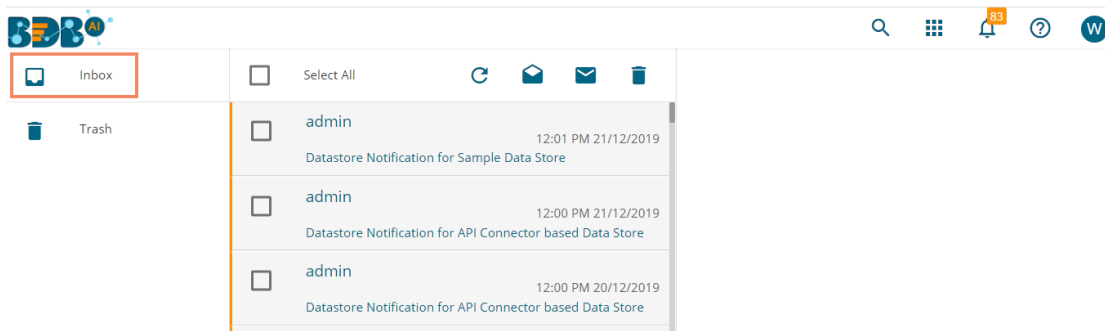 BDB AI
83
W
Inbox
Select All
Trash
admin
12:01 PM 21/12/2019
Datastore Notification for Sample Data Store
admin
12:00 PM 21/12/2019
Datastore Notification for API Connector based Data Store
admin
12:00 PM 20/12/2019
Datastore Notification for API Connector based Data Store